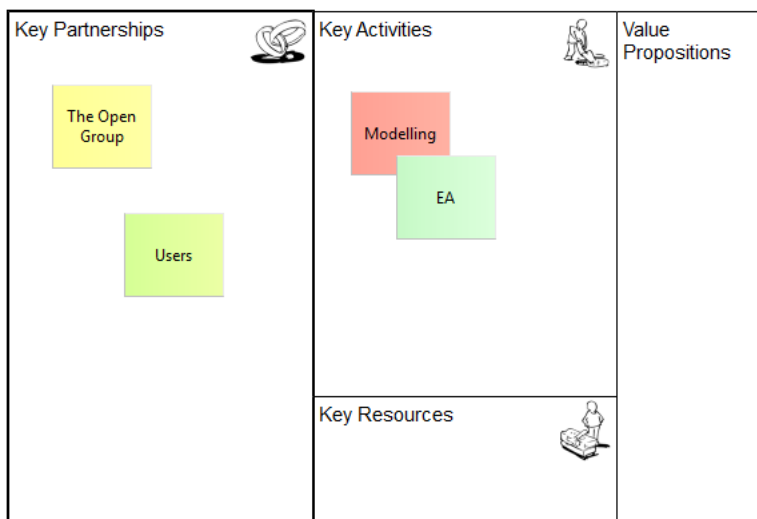 Key Partnerships
The Open
Group
Users
Key Activities
Modelling
EA
Key Resources
Value
Propositions